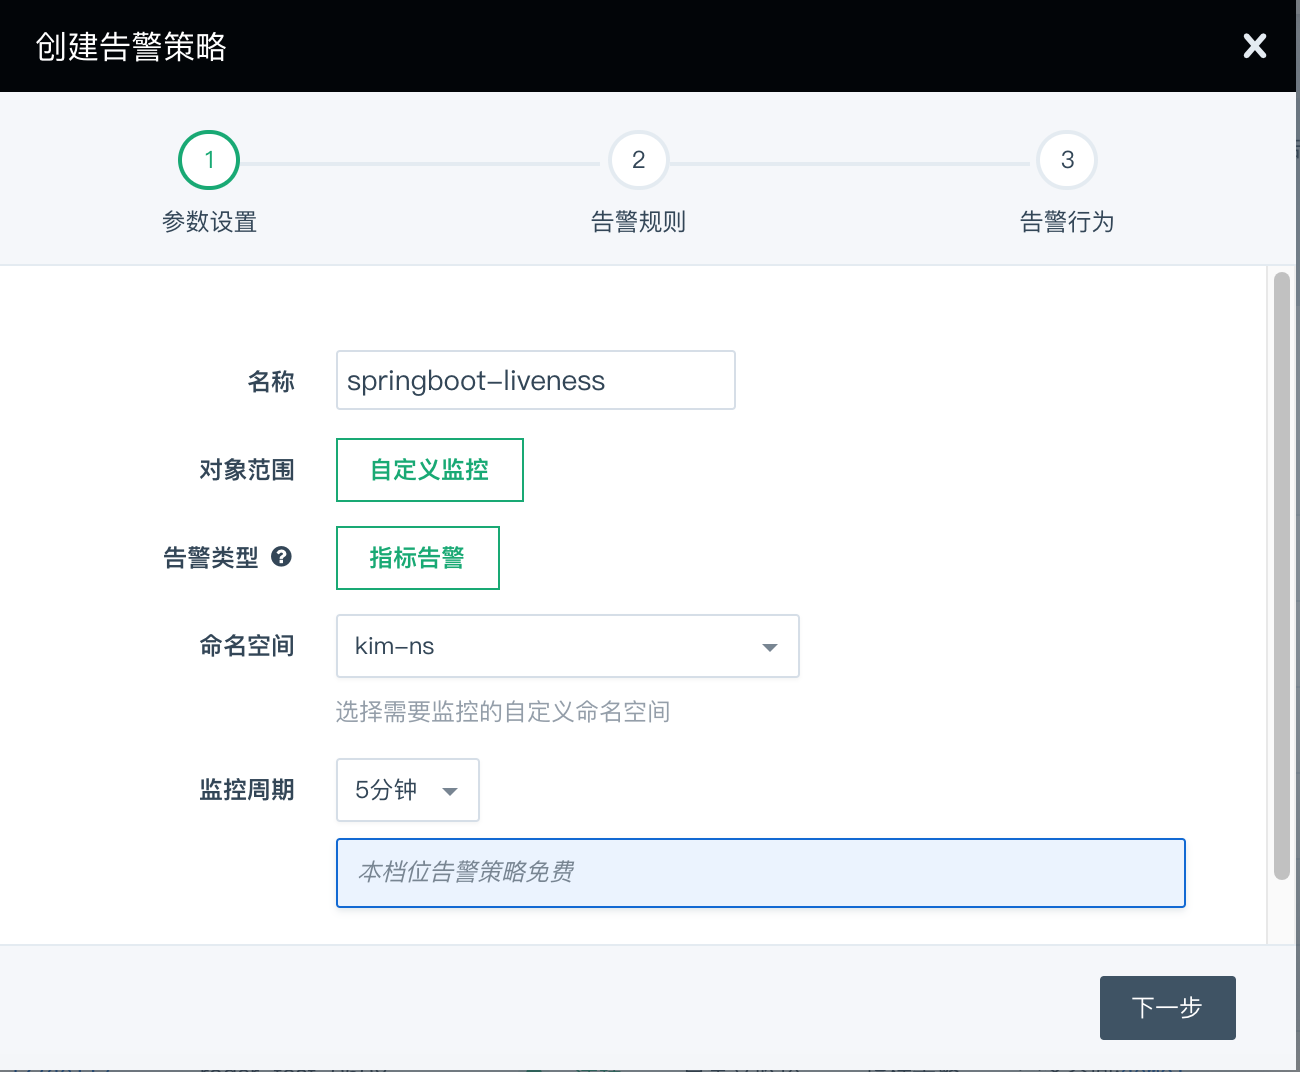 创建告警策略
1
2
3
参数设置
告警规则
告警行为
名称
springboot-liveness
对象范围
自定义监控
告警类型
指标告警
命名空间
kim-ns
选择需要监控的自定义命名空间
监控周期
5分钟
本档位告警策略免费
下一步